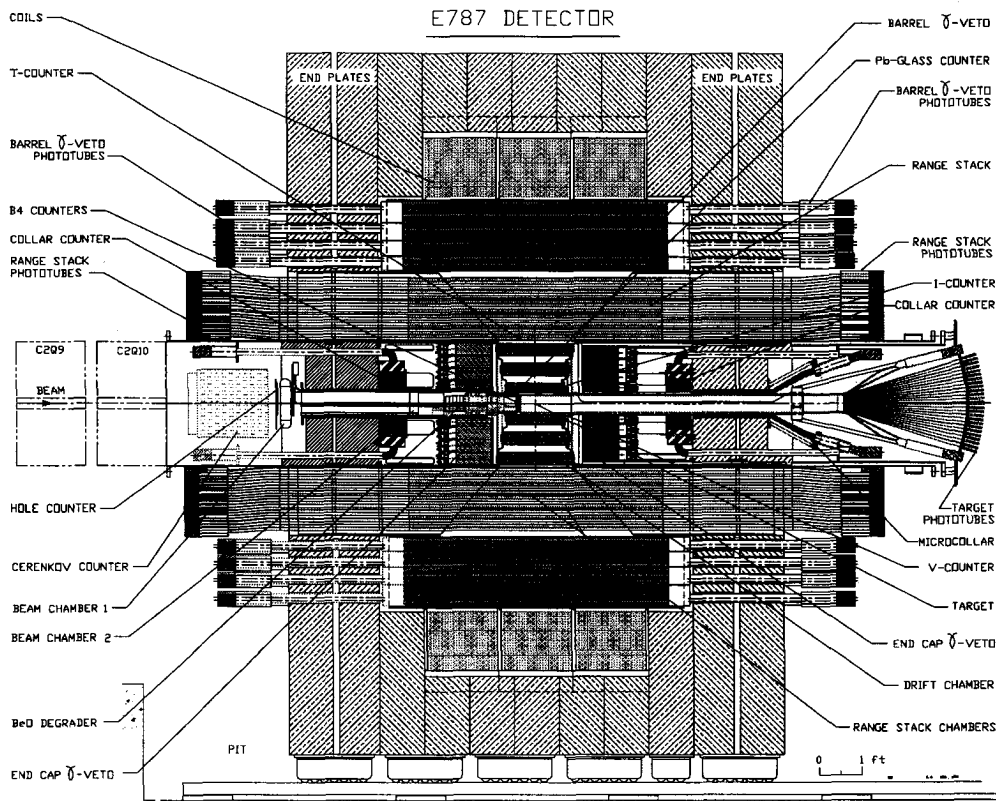 E787 DETECTOR
COILS
T-COUNTER
BARREL γ-VETO
PHOTOTUBES
B4 COUNTERS
COLLAR COUNTER
RANGE STACK
PHOTOTUBES
C2Q9
C2Q10
BEAM
HOLE COUNTER
CERENKOV COUNTER
BEAM CHAMBER 1
BEAM CHAMBER 2
BeO DEGRADER
END CAP γ-VETO
PIT
END PLATES
END PLATES
BARREL γ-VETO
Pb-GLASS COUNTER
BARREL γ-VETO
PHOTOTUBES
RANGE STACK
RANGE STACK
PHOTOTUBES
I-COUNTER
COLLAR COUNTER
TARGET
PHOTOTUBES
MICROCOLLAR
V-COUNTER
TARGET
END CAP γ-VETO
DRIFT CHAMBER
RANGE STACK CHAMBERS
0 1 ft